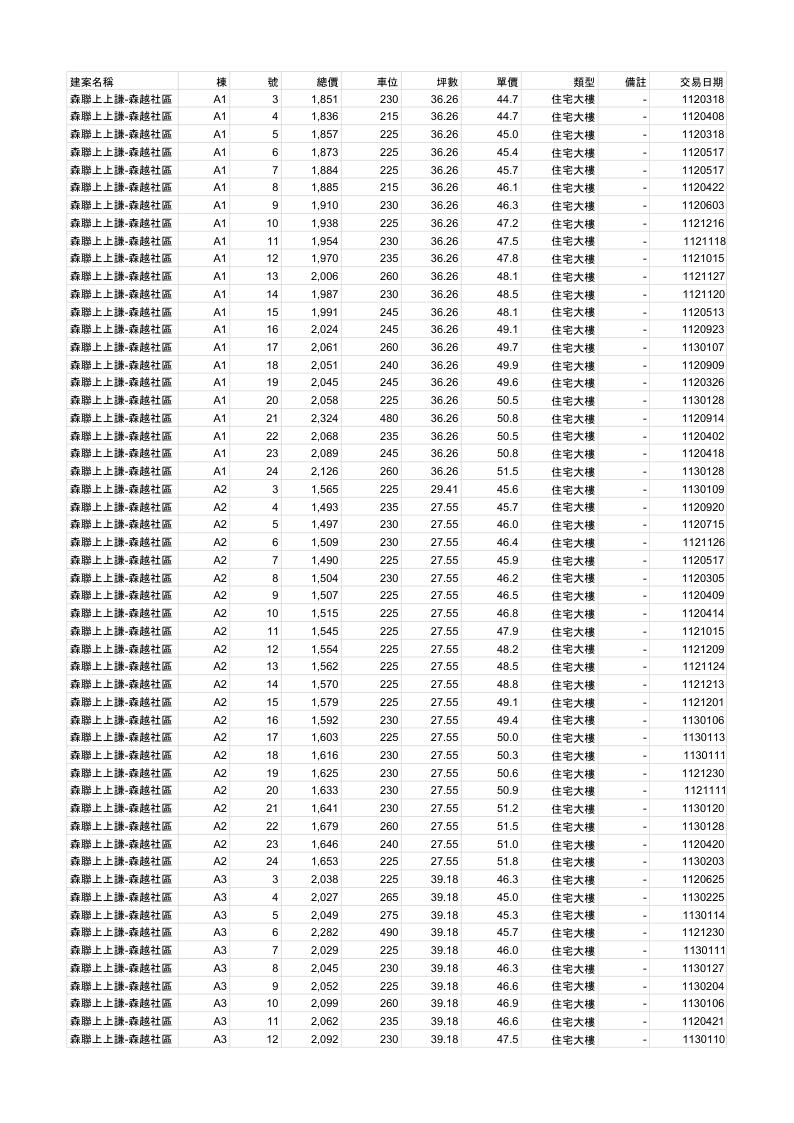 建案名稱 棟 號 總價 車位 坪數 單價 類型 備註 交易日期
森聯上上謙-森越社區 A1 3 1,851 230 36.26 44.7 住宅大樓 - 1120318
森聯上上謙-森越社區 A1 4 1,836 215 36.26 44.7 住宅大樓 - 1120408
森聯上上謙-森越社區 A1 5 1,857 225 36.26 45.0 住宅大樓 - 1120318
森聯上上謙-森越社區 A1 6 1,873 225 36.26 45.4 住宅大樓 - 1120517
森聯上上謙-森越社區 A1 7 1,884 225 36.26 45.7 住宅大樓 - 1120517
森聯上上謙-森越社區 A1 8 1,885 215 36.26 46.1 住宅大樓 - 1120422
森聯上上謙-森越社區 A1 9 1,910 230 36.26 46.3 住宅大樓 - 1120603
森聯上上謙-森越社區 A1 10 1,938 225 36.26 47.2 住宅大樓 - 1121216
森聯上上謙-森越社區 A1 11 1,954 230 36.26 47.5 住宅大樓 - 1121118
森聯上上謙-森越社區 A1 12 1,970 235 36.26 47.8 住宅大樓 - 1121015
森聯上上謙-森越社區 A1 13 2,006 260 36.26 48.1 住宅大樓 - 1121127
森聯上上謙-森越社區 A1 14 1,987 230 36.26 48.5 住宅大樓 - 1121120
森聯上上謙-森越社區 A1 15 1,991 245 36.26 48.1 住宅大樓 - 1120513
森聯上上謙-森越社區 A1 16 2,024 245 36.26 49.1 住宅大樓 - 1120923
森聯上上謙-森越社區 A1 17 2,061 260 36.26 49.7 住宅大樓 - 1130107
森聯上上謙-森越社區 A1 18 2,051 240 36.26 49.9 住宅大樓 - 1120909
森聯上上謙-森越社區 A1 19 2,045 245 36.26 49.6 住宅大樓 - 1120326
森聯上上謙-森越社區 A1 20 2,058 225 36.26 50.5 住宅大樓 - 1130128
森聯上上謙-森越社區 A1 21 2,324 480 36.26 50.8 住宅大樓 - 1120914
森聯上上謙-森越社區 A1 22 2,068 235 36.26 50.5 住宅大樓 - 1120402
森聯上上謙-森越社區 A1 23 2,089 245 36.26 50.8 住宅大樓 - 1120418
森聯上上謙-森越社區 A1 24 2,126 260 36.26 51.5 住宅大樓 - 1130128
森聯上上謙-森越社區 A2 3 1,565 225 29.41 45.6 住宅大樓 - 1130109
森聯上上謙-森越社區 A2 4 1,493 235 27.55 45.7 住宅大樓 - 1120920
森聯上上謙-森越社區 A2 5 1,497 230 27.55 46.0 住宅大樓 - 1120715
森聯上上謙-森越社區 A2 6 1,509 230 27.55 46.4 住宅大樓 - 1121126
森聯上上謙-森越社區 A2 7 1,490 225 27.55 45.9 住宅大樓 - 1120517
森聯上上謙-森越社區 A2 8 1,504 230 27.55 46.2 住宅大樓 - 1120305
森聯上上謙-森越社區 A2 9 1,507 225 27.55 46.5 住宅大樓 - 1120409
森聯上上謙-森越社區 A2 10 1,515 225 27.55 46.8 住宅大樓 - 1120414
森聯上上謙-森越社區 A2 11 1,545 225 27.55 47.9 住宅大樓 - 1121015
森聯上上謙-森越社區 A2 12 1,554 225 27.55 48.2 住宅大樓 - 1121209
森聯上上謙-森越社區 A2 13 1,562 225 27.55 48.5 住宅大樓 - 1121124
森聯上上謙-森越社區 A2 14 1,570 225 27.55 48.8 住宅大樓 - 1121213
森聯上上謙-森越社區 A2 15 1,579 225 27.55 49.1 住宅大樓 - 1121201
森聯上上謙-森越社區 A2 16 1,592 230 27.55 49.4 住宅大樓 - 1130106
森聯上上謙-森越社區 A2 17 1,603 225 27.55 50.0 住宅大樓 - 1130113
森聯上上謙-森越社區 A2 18 1,616 230 27.55 50.3 住宅大樓 - 1130111
森聯上上謙-森越社區 A2 19 1,625 230 27.55 50.6 住宅大樓 - 1121230
森聯上上謙-森越社區 A2 20 1,633 230 27.55 50.9 住宅大樓 - 1121111
森聯上上謙-森越社區 A2 21 1,641 230 27.55 51.2 住宅大樓 - 1130120
森聯上上謙-森越社區 A2 22 1,679 260 27.55 51.5 住宅大樓 - 1130128
森聯上上謙-森越社區 A2 23 1,646 240 27.55 51.0 住宅大樓 - 1120420
森聯上上謙-森越社區 A2 24 1,653 225 27.55 51.8 住宅大樓 - 1130203
森聯上上謙-森越社區 A3 3 2,038 225 39.18 46.3 住宅大樓 - 1120625
森聯上上謙-森越社區 A3 4 2,027 265 39.18 45.0 住宅大樓 - 1130225
森聯上上謙-森越社區 A3 5 2,049 275 39.18 45.3 住宅大樓 - 1130114
森聯上上謙-森越社區 A3 6 2,282 490 39.18 45.7 住宅大樓 - 1121230
森聯上上謙-森越社區 A3 7 2,029 225 39.18 46.0 住宅大樓 - 1130111
森聯上上謙-森越社區 A3 8 2,045 230 39.18 46.3 住宅大樓 - 1130127
森聯上上謙-森越社區 A3 9 2,052 225 39.18 46.6 住宅大樓 - 1130204
森聯上上謙-森越社區 A3 10 2,099 260 39.18 46.9 住宅大樓 - 1130106
森聯上上謙-森越社區 A3 11 2,062 235 39.18 46.6 住宅大樓 - 1120421
森聯上上謙-森越社區 A3 12 2,092 230 39.18 47.5 住宅大樓 - 1130110